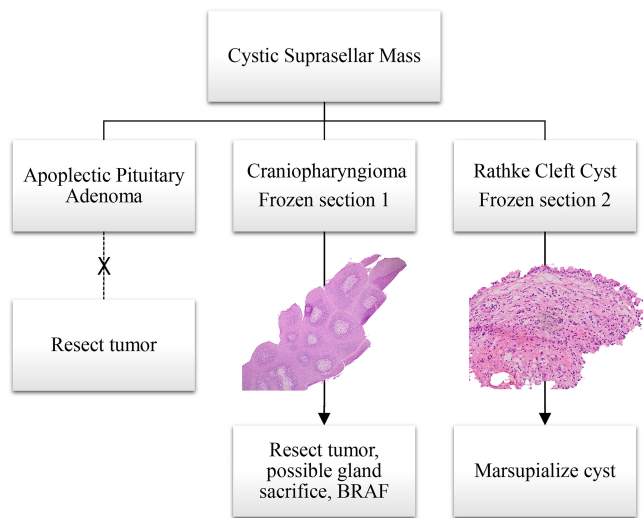 Cystic Suprasellar Mass
Apoplectic Pituitary
Adenoma
Craniopharyngioma
Frozen section 1
Rathke Cleft Cyst
Frozen section 2
X
Resect tumor
Resect tumor,
possible gland
sacrifice, BRAF
Marsupialize cyst